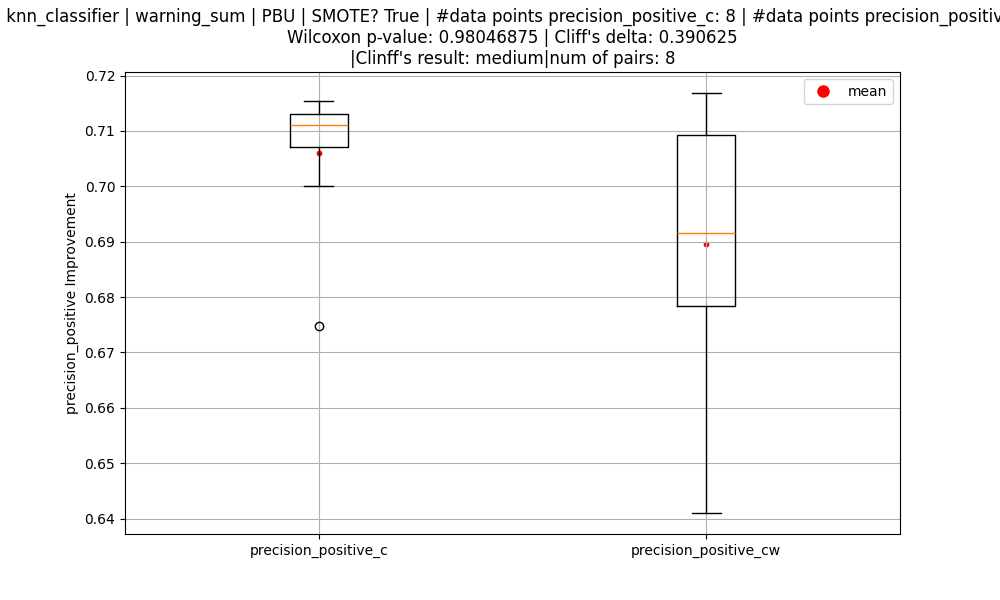 knn_classifier | warning_sum | PBU | SMOTE? True | #data points precision_positive_c: 8 | #data points
Wilcoxon p-value: 0.98046875 | Cliff's delta: 0.390625
|Clinff's result: medium|num of pairs: 8
mean
precision_positive Improvement
0.72
0.71
0.70
0.69
0.68
0.67
0.66
0.65
0.64
precision_positive_c
precision_positive_cw